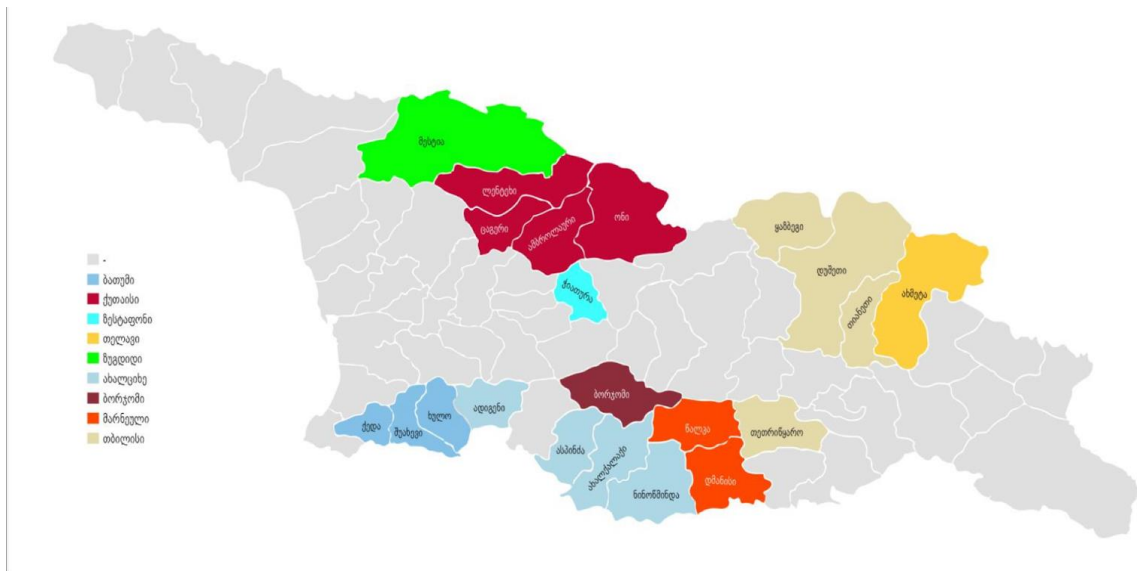 მესტია
ლენტეხი
ცაგერი
ამბროლაური
ონი
ჭიათურა
ყაზბეგი
დუშეთი
თიანეთი
ახმეტა
-
ბათუმი
ქუთაისი
ზესტაფონი
თელავი
ზუგდიდი
ახალციხე
ბორჯომი
მარნეული
თბილისი
ქედა
შუახევი
ხულო
ადიგენი
ბორჯომი
ასპინძა
ახალქალაქი
ნინოწმინდა
წალკა
დმანისი
თეთრიწყარო